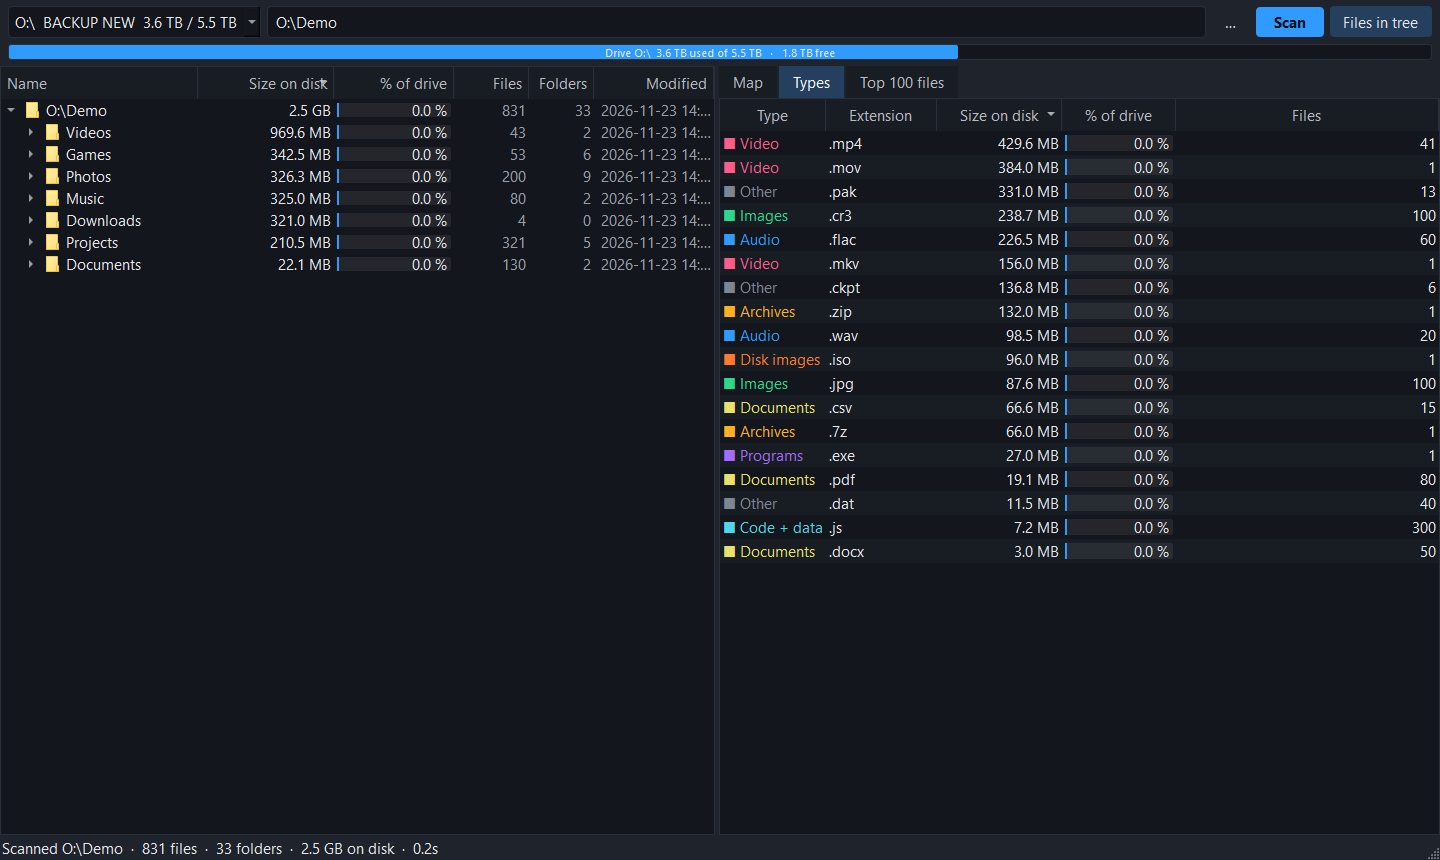 O:\ BACKUP NEW 3.6 TB / 5.5 TB
O:\Demo
...
Scan
Files in tree
Drive O:\ 3.6 TB used of 5.5 TB · 1.8 TB free
Name Size on disk % of drive Files Folders Modified
O:\Demo 2.5 GB 0.0 % 831 33 2026-11-23 14:...
Videos 969.6 MB 0.0 % 43 2 2026-11-23 14:...
Games 342.5 MB 0.0 % 53 6 2026-11-23 14:...
Photos 326.3 MB 0.0 % 200 9 2026-11-23 14:...
Music 325.0 MB 0.0 % 80 2 2026-11-23 14:...
Downloads 321.0 MB 0.0 % 4 0 2026-11-23 14:...
Projects 210.5 MB 0.0 % 321 5 2026-11-23 14:...
Documents 22.1 MB 0.0 % 130 2 2026-11-23 14:...
Map Types Top 100 files
Type Extension Size on disk % of drive Files
Video .mp4 429.6 MB 0.0 % 41
Video .mov 384.0 MB 0.0 % 1
Other .pak 331.0 MB 0.0 % 13
Images .cr3 238.7 MB 0.0 % 100
Audio .flac 226.5 MB 0.0 % 60
Video .mkv 156.0 MB 0.0 % 1
Other .ckpt 136.8 MB 0.0 % 6
Archives .zip 132.0 MB 0.0 % 1
Audio .wav 98.5 MB 0.0 % 20
Disk images .iso 96.0 MB 0.0 % 1
Images .jpg 87.6 MB 0.0 % 100
Documents .csv 66.6 MB 0.0 % 15
Archives .7z 66.0 MB 0.0 % 1
Programs .exe 27.0 MB 0.0 % 1
Documents .pdf 19.1 MB 0.0 % 80
Other .dat 11.5 MB 0.0 % 40
Code + data .js 7.2 MB 0.0 % 300
Documents .docx 3.0 MB 0.0 % 50
Scanned O:\Demo · 831 files · 33 folders · 2.5 GB on disk · 0.2s